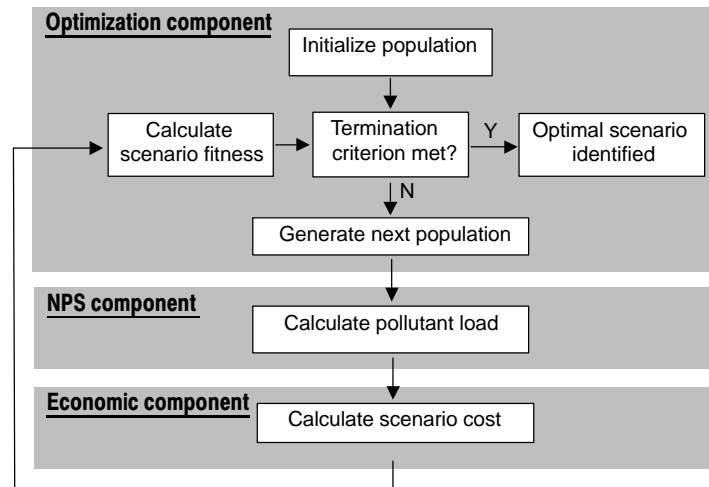 Optimization component
Initialize population
Calculate
scenario fitness
Termination
criterion met?
Y
Optimal scenario
identified
N
Generate next population
NPS component
Calculate pollutant load
Economic component
Calculate scenario cost